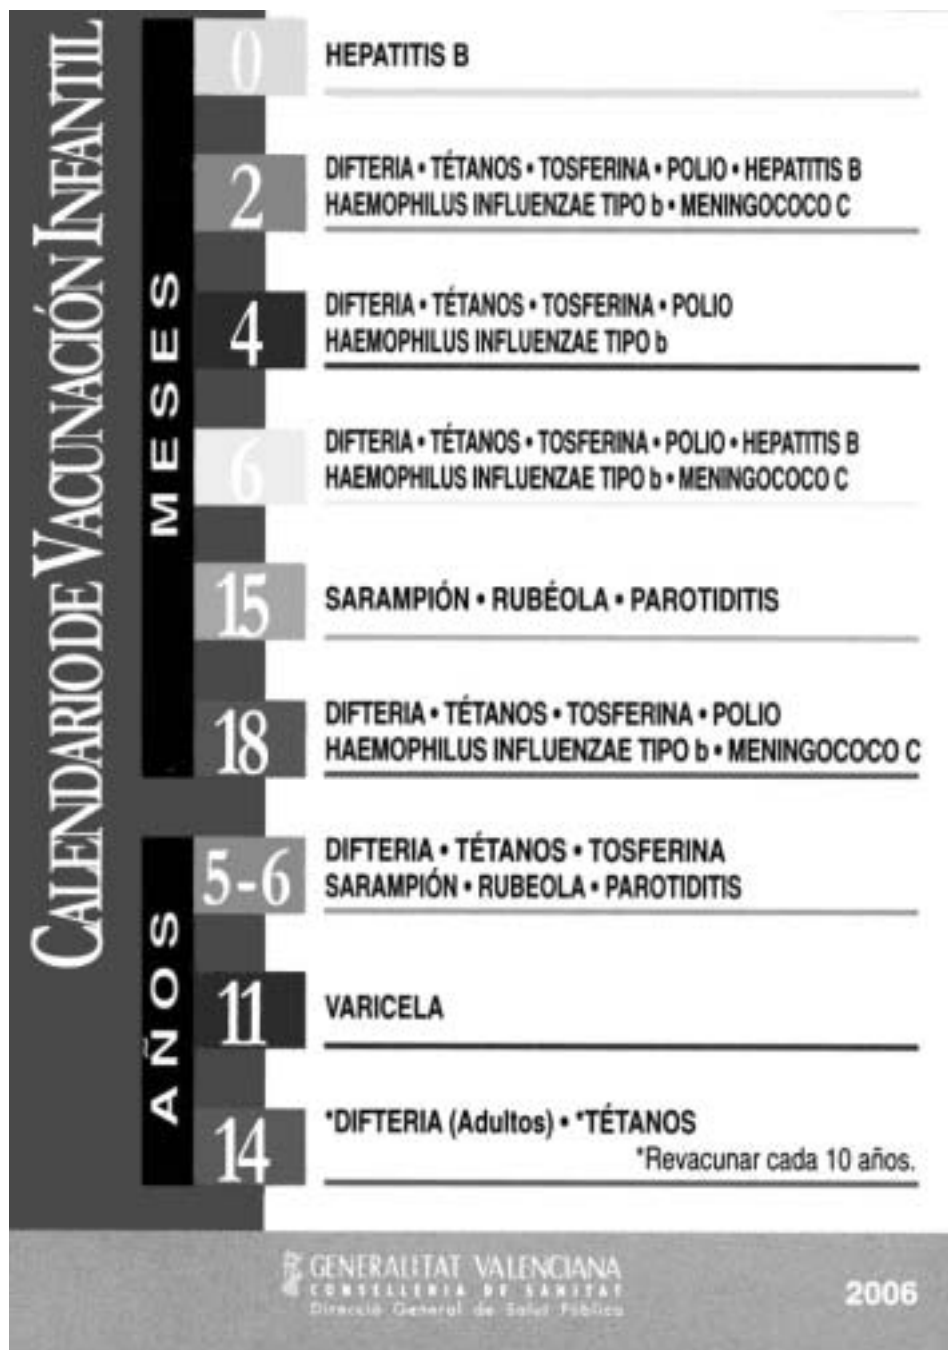 CALENDARIO DE VACUNACIÓN INFANTIL
MESES
0
HEPATITIS B
2
DIFTERIA • TÉTANOS • TOSFERINA • POLIO • HEPATITIS B
HAEMOPHILUS INFLUENZAE TIPO b • MENINGOCOCO C
4
DIFTERIA • TÉTANOS • TOSFERINA • POLIO
HAEMOPHILUS INFLUENZAE TIPO b
6
DIFTERIA • TÉTANOS • TOSFERINA • POLIO • HEPATITIS B
HAEMOPHILUS INFLUENZAE TIPO b • MENINGOCOCO C
15
SARAMPIÓN • RUBÉOLA • PAROTIDITIS
18
DIFTERIA • TÉTANOS • TOSFERINA • POLIO
HAEMOPHILUS INFLUENZAE TIPO b • MENINGOCOCO C
AÑOS
5-6
DIFTERIA • TÉTANOS • TOSFERINA
SARAMPIÓN • RUBEOLA • PAROTIDITIS
11
VARICELA
14
*DIFTERIA (Adultos) • *TÉTANOS
*Revacunar cada 10 años.
GENERALITAT VALENCIANA
CONSELLERIA DE SANITAT
Direcció General de Salut Pública
2006